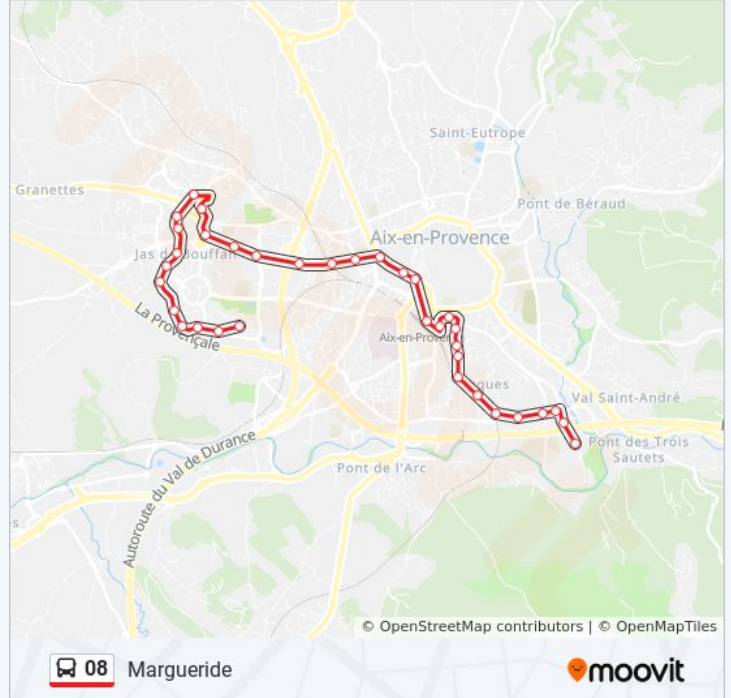 Saint-Eutrope
Granettes
Pont de Béraud
Aix-en-Provence
Jas de Bouffan
La Provençale
Aix-en-Provence
Val Saint-André
Pont des Trois
Sautets
Autoroute du Val de Durance
Pont de l'Arc
© OpenStreetMap contributors | © OpenMapTiles
08 Margueride
moovit